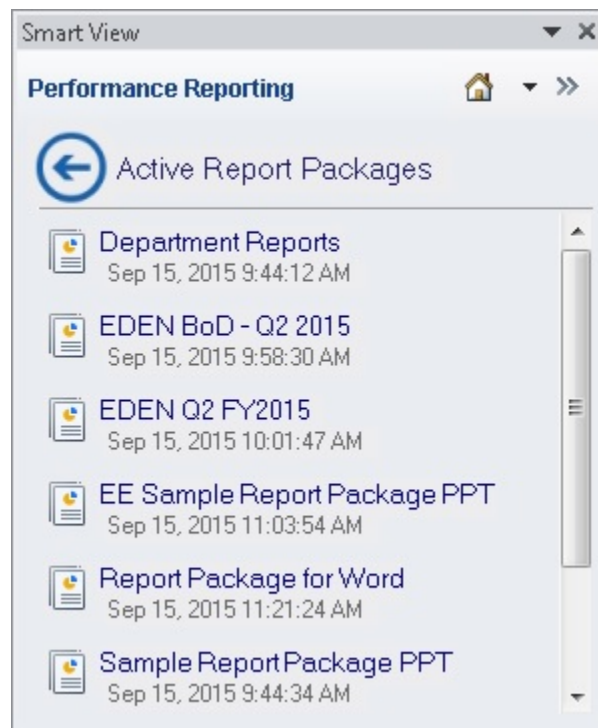 Smart View
Performance Reporting
Active Report Packages
Department Reports
Sep 15, 2015 9:44:12 AM
EDEN BoD - Q2 2015
Sep 15, 2015 9:58:30 AM
EDEN Q2 FY2015
Sep 15, 2015 10:01:47 AM
EE Sample Report Package PPT
Sep 15, 2015 11:03:54 AM
Report Package for Word
Sep 15, 2015 11:21:24 AM
Sample Report Package PPT
Sep 15, 2015 9:44:34 AM